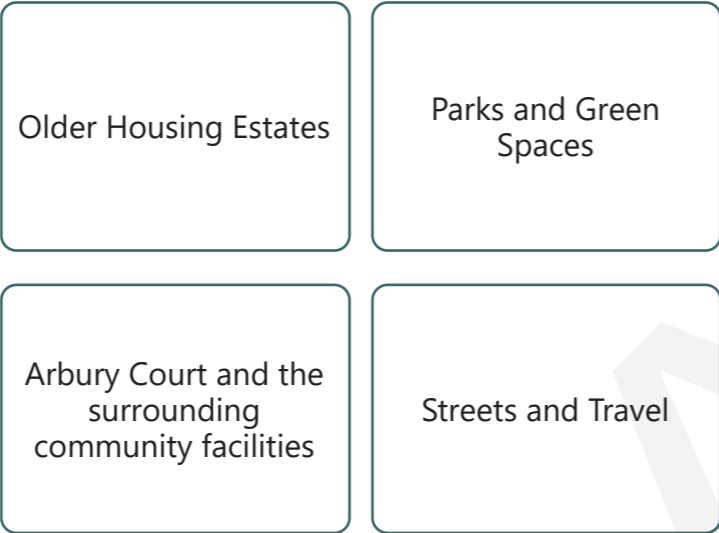 Older Housing Estates
Parks and Green
Spaces
Arbury Court and the
surrounding
community facilities
Streets and Travel